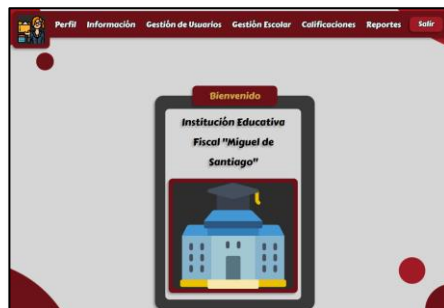 Perfil Información Gestión de Usuarios Gestión Escolar Calificaciones Reportes Salir
Bienvenido
Institución Educativa
Fiscal "Miguel de
Santiago"